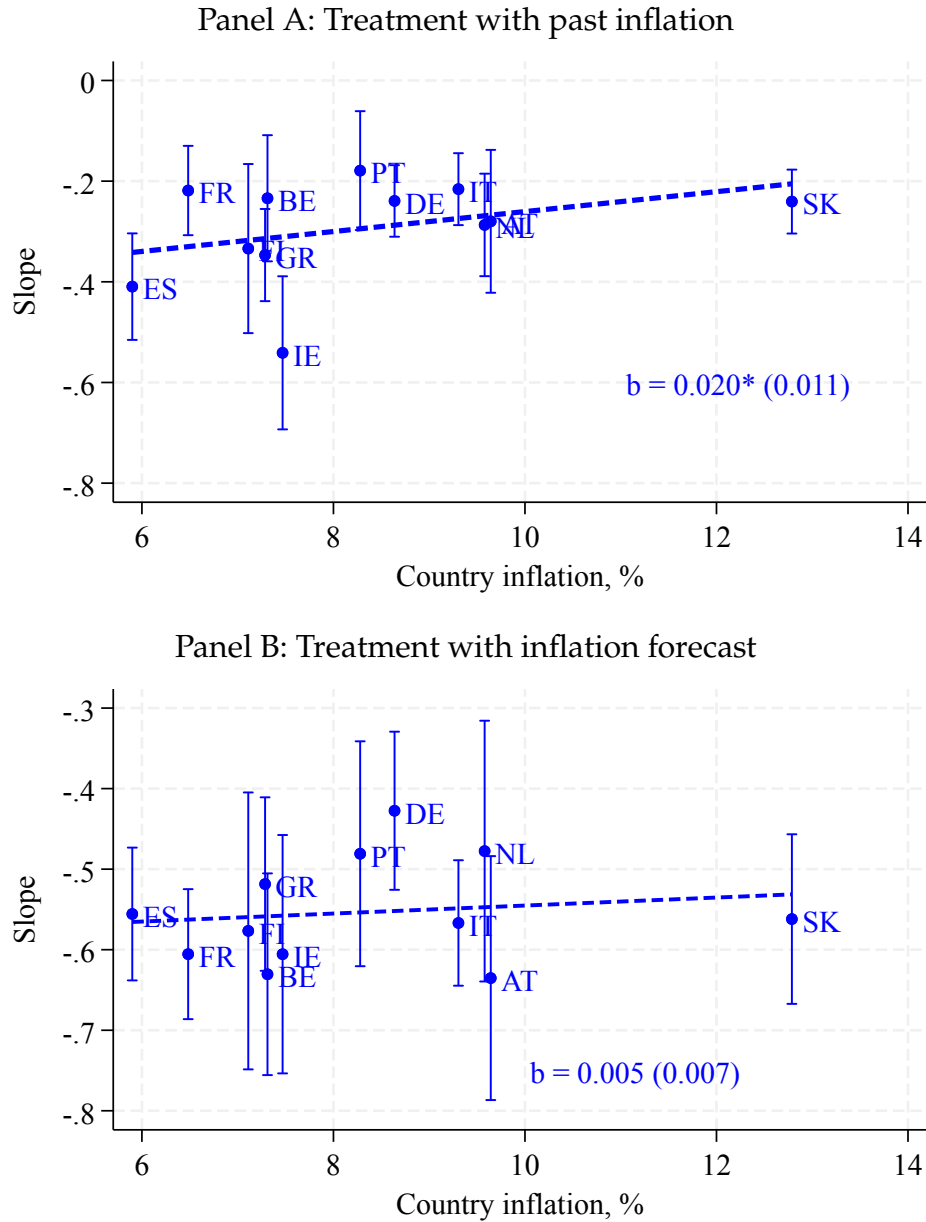 Panel A: Treatment with past inflation
0
-.2
-.4
-.6
-.8
Slope
ES
FR
FI
BE
GR
IE
PT
DE
IT
NL
AT
SK
b = 0.020* (0.011)
6 8 10 12 14
Country inflation, %
Panel B: Treatment with inflation forecast
-.3
-.4
-.5
-.6
-.7
-.8
Slope
ES
FR
FI
GR
BE
IE
PT
DE
IT
NL
AT
SK
b = 0.005 (0.007)
6 8 10 12 14
Country inflation, %